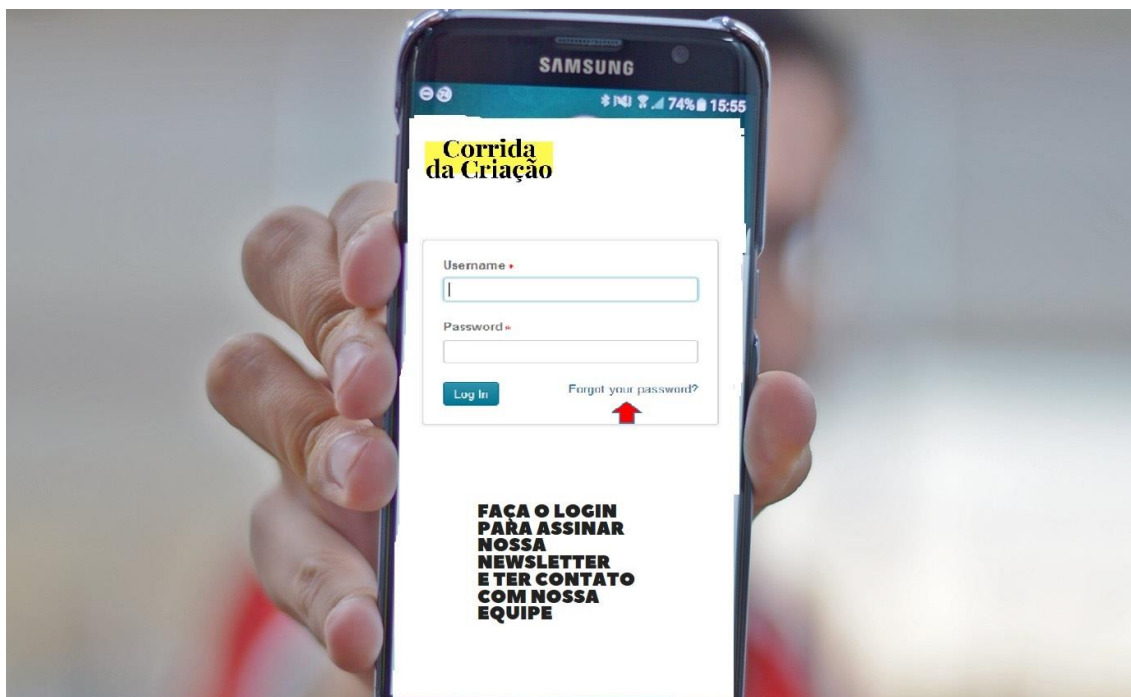 SAMSUNG
74% 15:55
Corrida
da Criação
Username *
Password *
Log In
Forgot your password?
FAÇA O LOGIN
PARA ASSINAR
NOSSA
NEWSLETTER
E TER CONTATO
COM NOSSA
EQUIPE